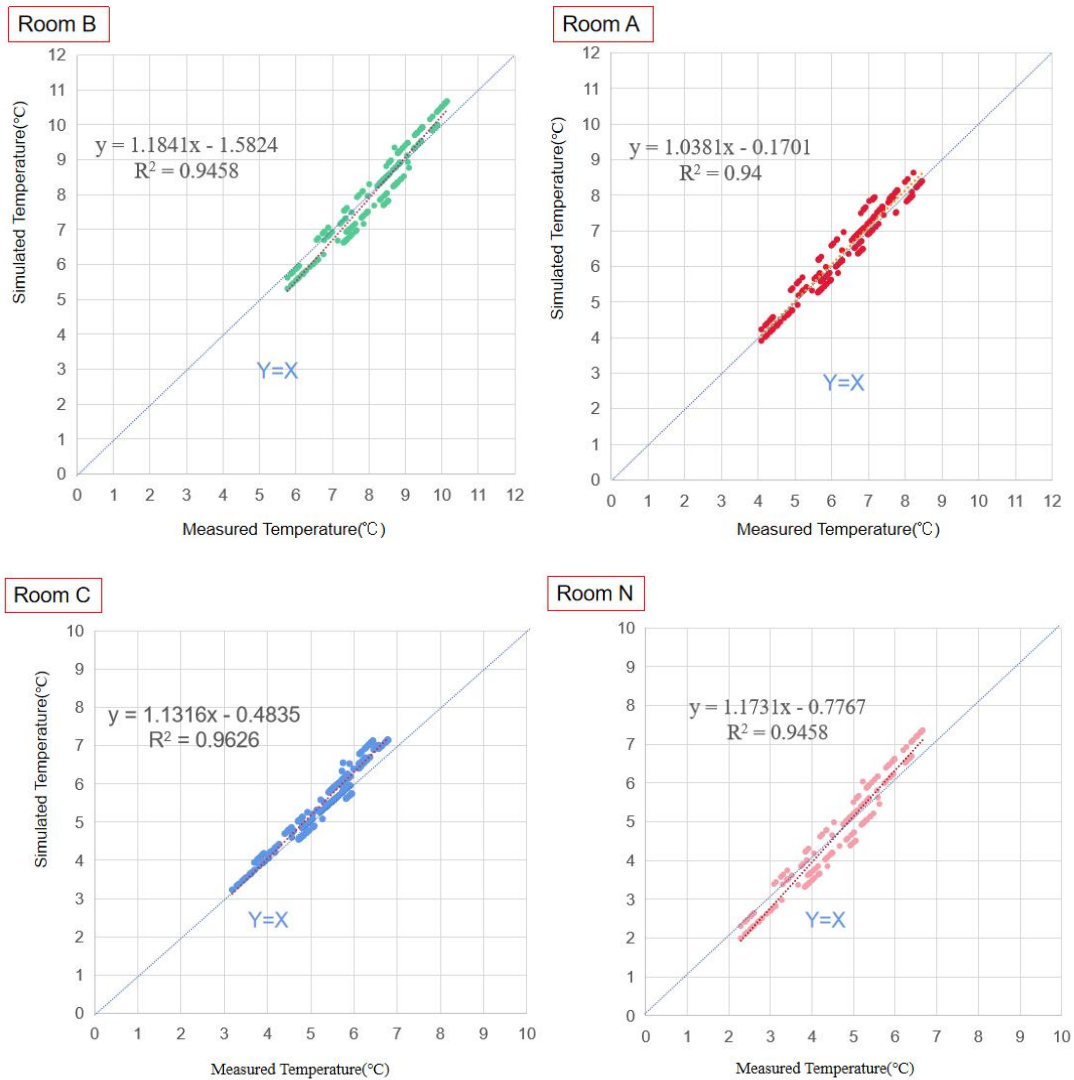 Room B
12
11
10
9
8
7
6
5
4
3
2
1
0
Simulated Temperature(℃)
y = 1.1841x - 1.5824
R² = 0.9458
Y=X
0 1 2 3 4 5 6 7 8 9 10 11 12
Measured Temperature(℃)
Room A
12
11
10
9
8
7
6
5
4
3
2
1
0
Simulated Temperature(℃)
y = 1.0381x - 0.1701
R² = 0.94
Y=X
0 1 2 3 4 5 6 7 8 9 10 11 12
Measured Temperature(℃)
Room C
10
9
8
7
6
5
4
3
2
1
0
Simulated Temperature(℃)
y = 1.1316x - 0.4835
R² = 0.9626
Y=X
0 1 2 3 4 5 6 7 8 9 10
Measured Temperature(℃)
Room N
10
9
8
7
6
5
4
3
2
1
0
y = 1.1731x - 0.7767
R² = 0.9458
Y=X
0 1 2 3 4 5 6 7 8 9 10
Measured Temperature(℃)